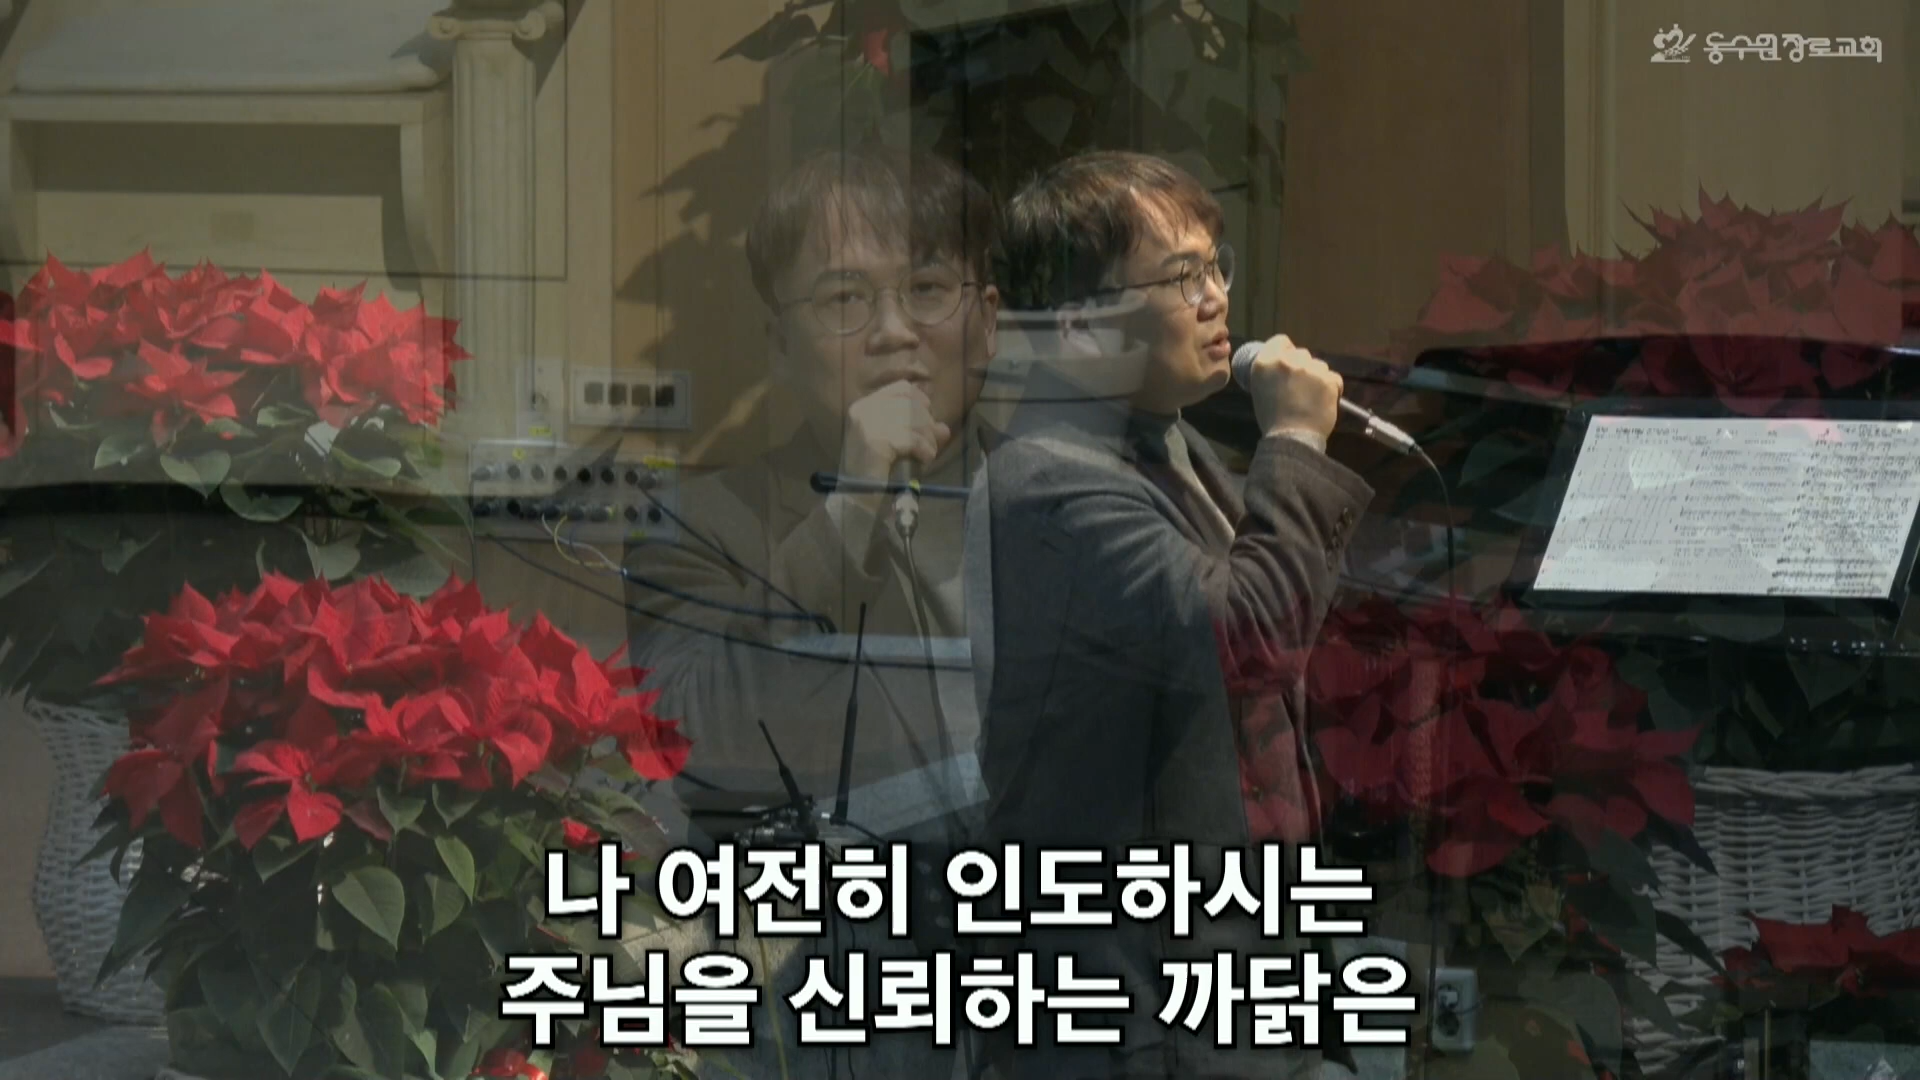 동수원장로교회
나 여전히 인도하시는
주님을 신뢰하는 까닭은